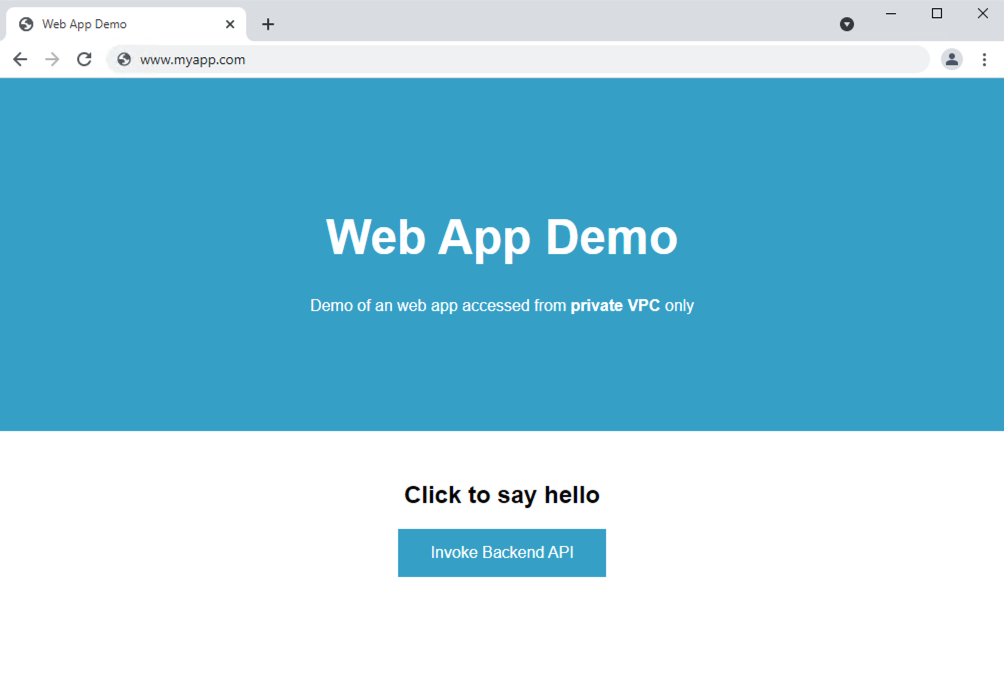 Web App Demo
www.myapp.com
Web App Demo
Demo of an web app accessed from private VPC only
Click to say hello
Invoke Backend API